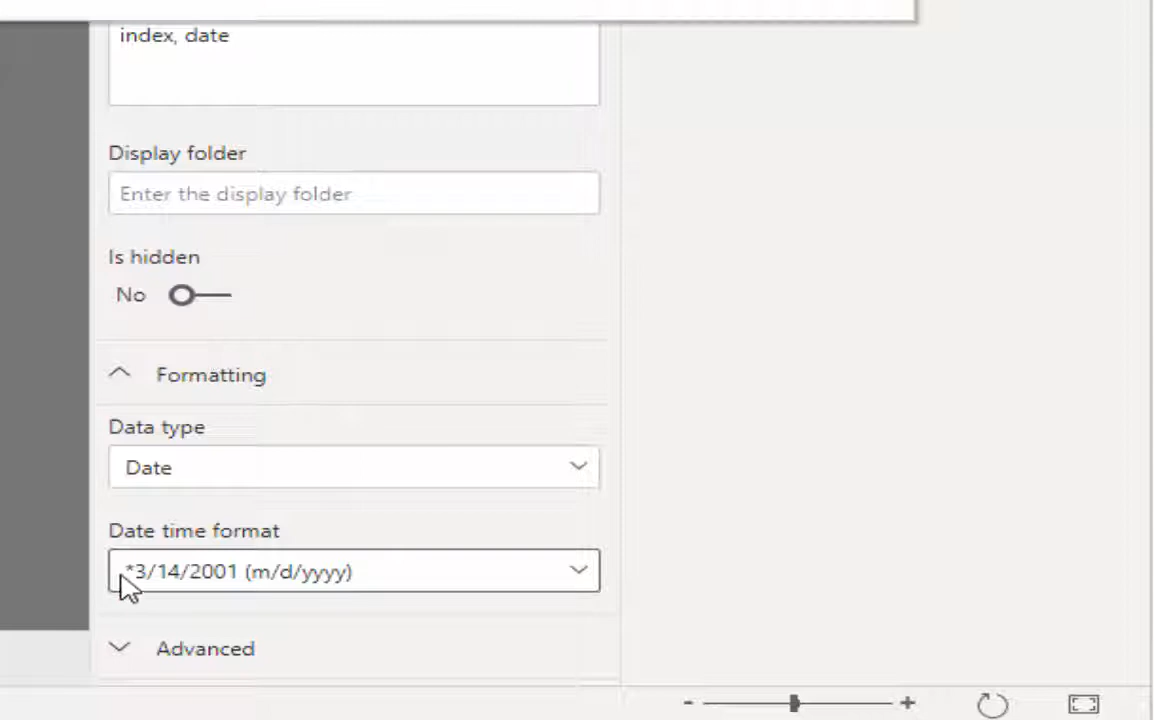 index, date
Display folder
Enter the display folder
Is hidden
No
Formatting
Data type
Date
Date time format
*3/14/2001 (m/d/yyyy)
Advanced
- +